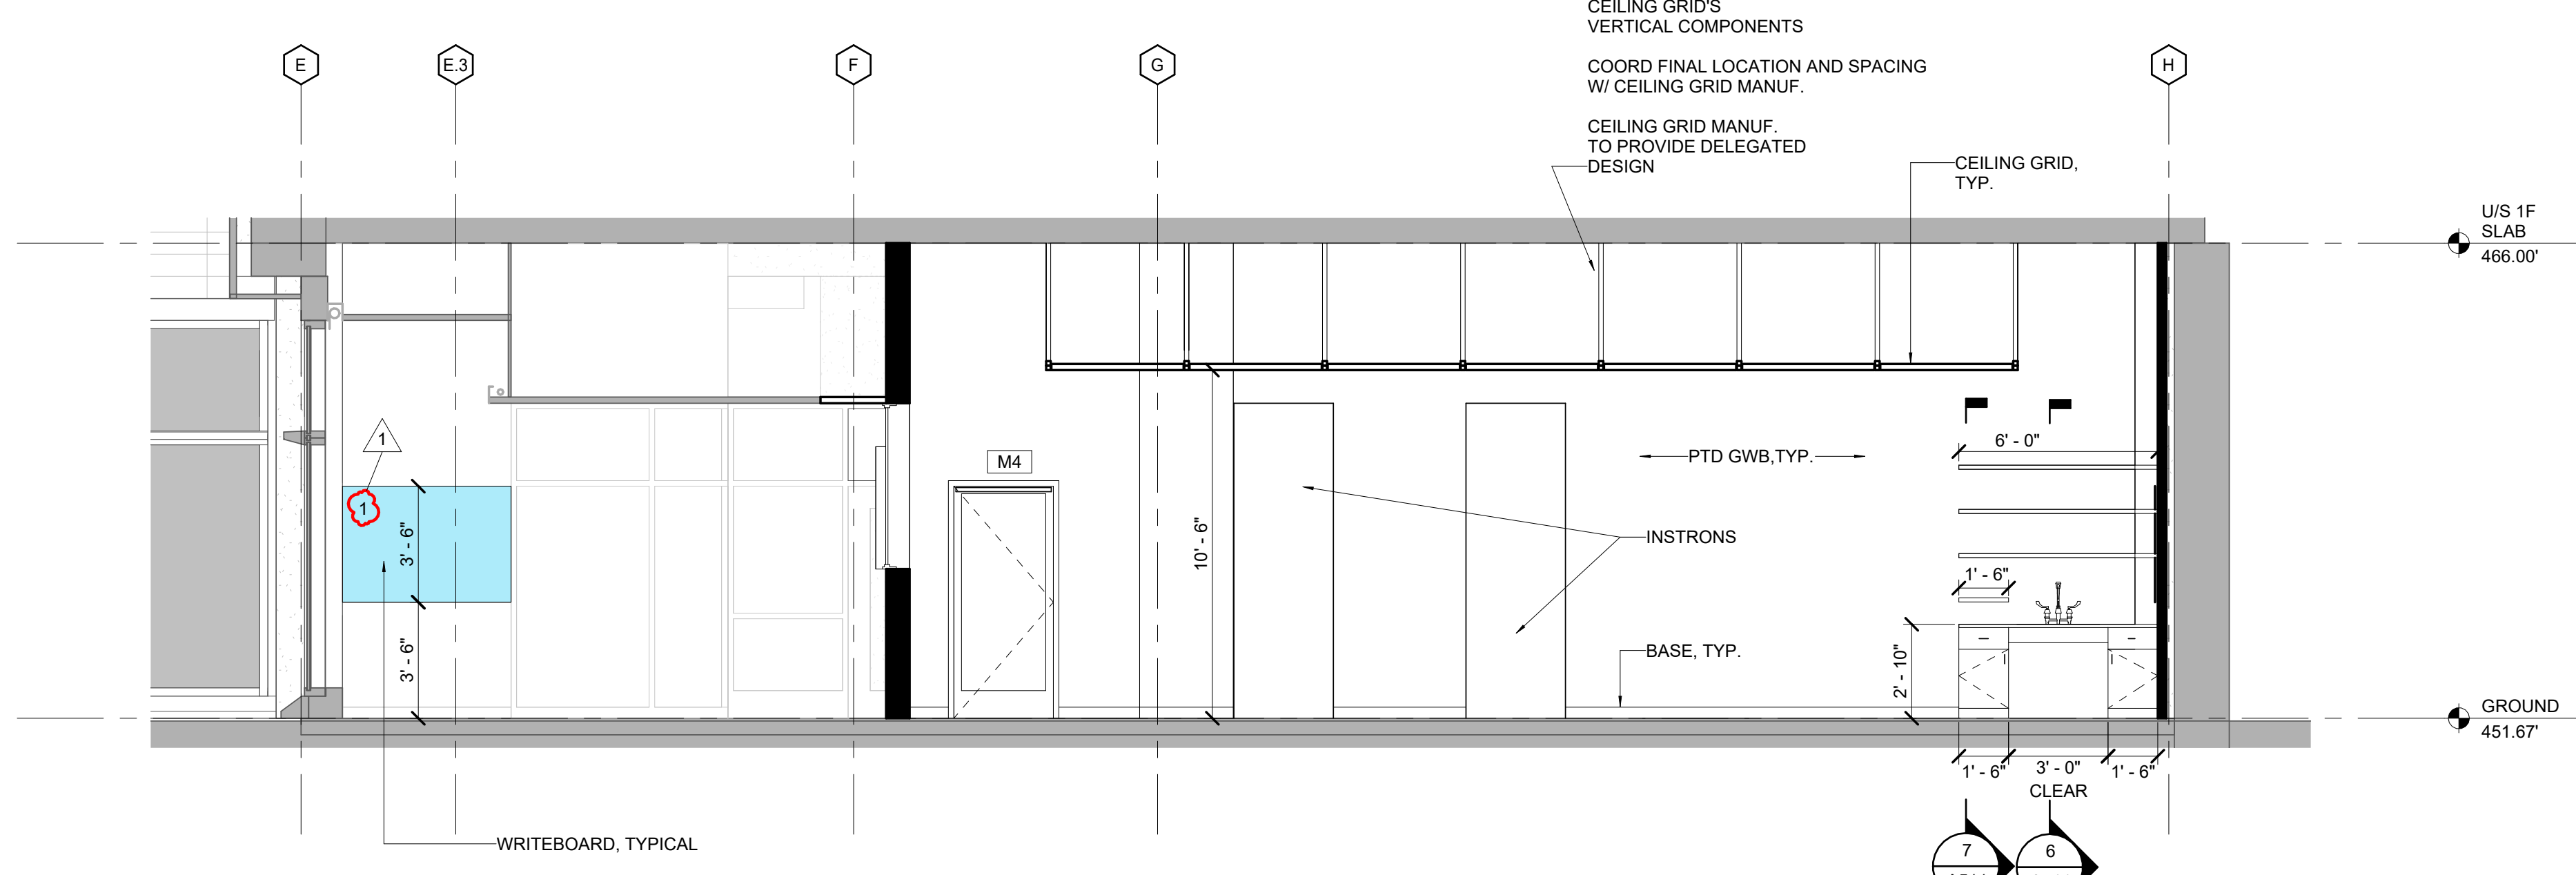 CEILING GRID'S
VERTICAL COMPONENTS
COORD FINAL LOCATION AND SPACING
W/ CEILING GRID MANUF.
CEILING GRID MANUF.
TO PROVIDE DELEGATED
DESIGN
E
E.3
F
G
H
CEILING GRID,
TYP.
U/S 1F
SLAB
466.00'
1
1
3' - 6"
3' - 6"
M4
10' - 6"
PTD GWB,TYP.
INSTRONS
BASE, TYP.
6' - 0"
1' - 6"
2' - 10"
GROUND
451.67'
1' - 6"
3' - 0"
1' - 6"
CLEAR
WRITEBOARD, TYPICAL
7
6